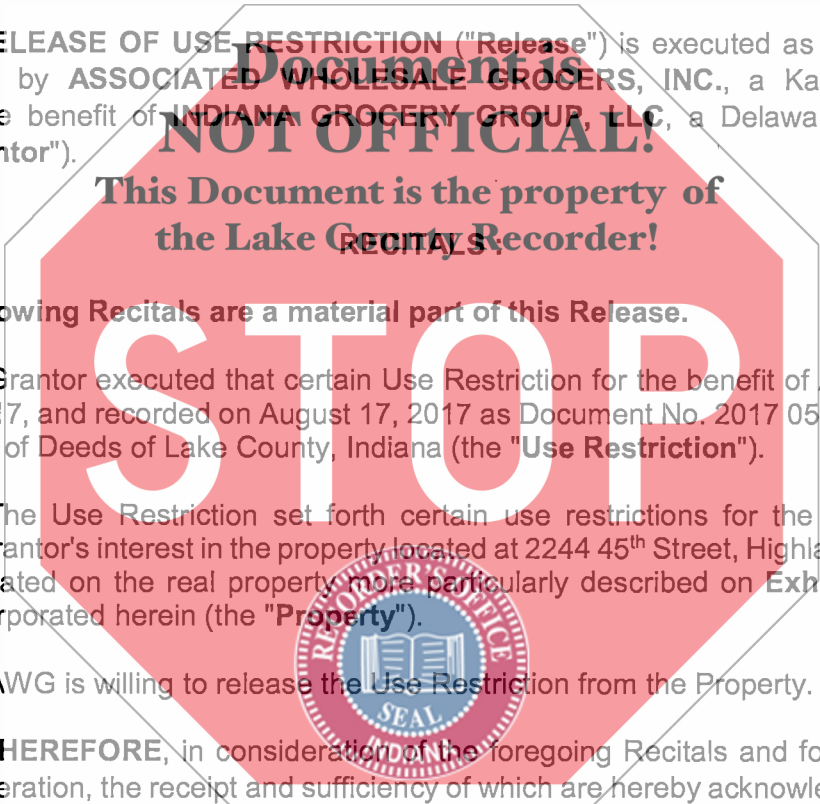 ELEASE OF USE RESTRICTION ("Release") is executed as
Document is
by ASSOCIATED WHOLESALE GROCERS, INC., a Ka
e benefit of INDIANA GROCERY GROUP, LLC, a Delawa
NOT OFFICIAL!
ntor").
This Document is the property of
the Lake County Recorder!
RECITALS:
owing Recitals are a material part of this Release.
STOP
Grantor executed that certain Use Restriction for the benefit of
7, and recorded on August 17, 2017 as Document No. 2017 05
of Deeds of Lake County, Indiana (the "Use Restriction").
The Use Restriction set forth certain use restrictions for the
rantor's interest in the property located at 2244 45th Street, Highla
ated on the real property more particularly described on Exh
rporated herein (the "Property").
RECORDER'S OFFICE
SEAL
INDIANA
AWG is willing to release the Use Restriction from the Property.
HEREFORE, in consideration of the foregoing Recitals and fo
eration, the receipt and sufficiency of which are hereby acknowle